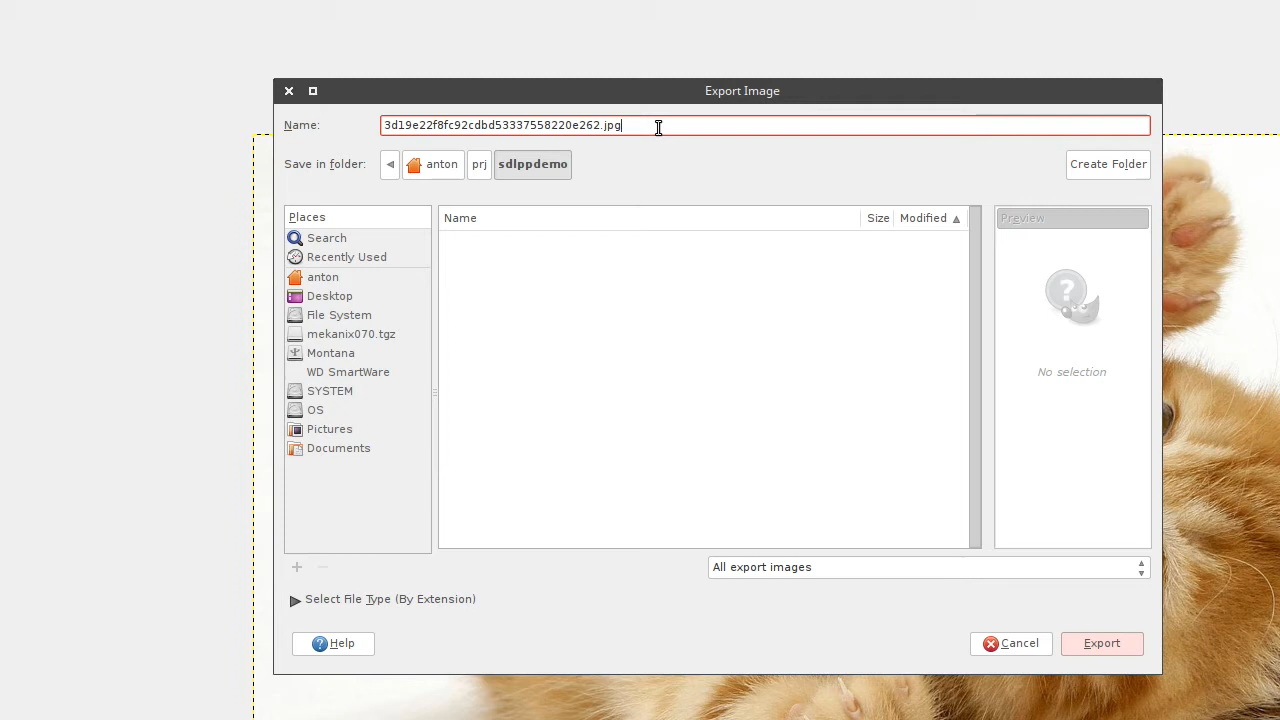 Export Image
Name: 3d19e22f8fc92cdbd53337558220e262.jpg
Save in folder: anton prj sdlppdemo Create Folder
Places
Search
Recently Used
anton
Desktop
File System
mekanix070.tgz
Montana
WD SmartWare
SYSTEM
OS
Pictures
Documents
Name Size Modified
Preview
?
No selection
All export images
Select File Type (By Extension)
Help Cancel Export